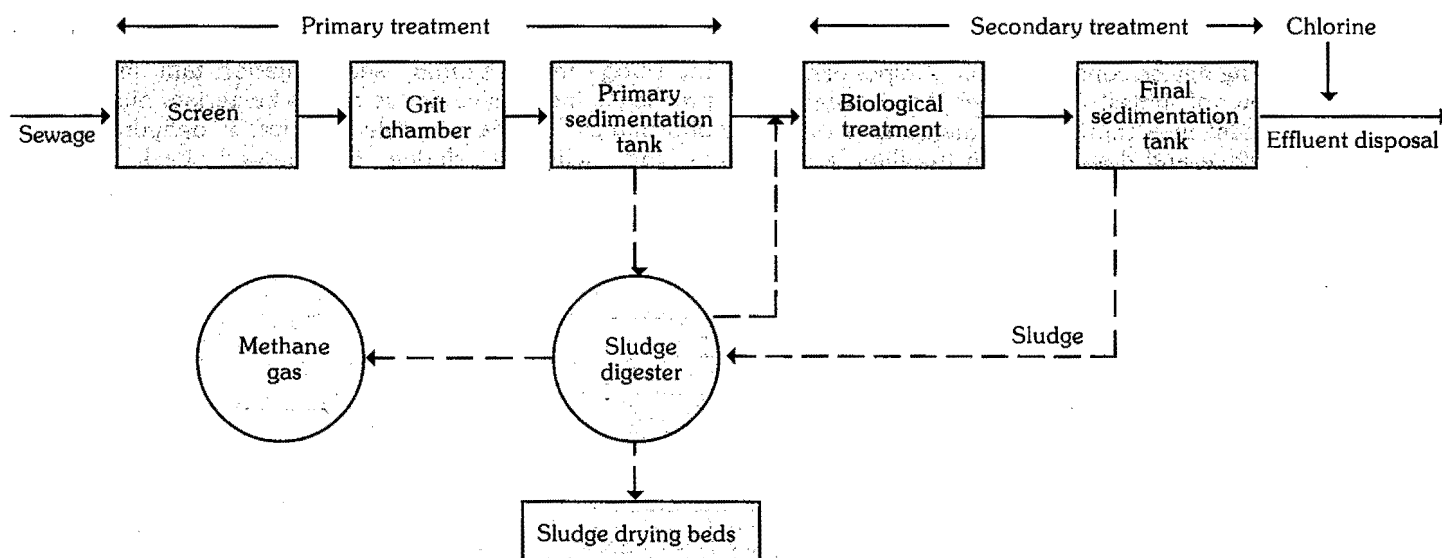 Primary treatment
Secondary treatment
Chlorine
Sewage
Screen
Grit
chamber
Primary
sedimentation
tank
Biological
treatment
Final
sedimentation
tank
Effluent disposal
Methane
gas
Sludge
digester
Sludge
Sludge drying beds